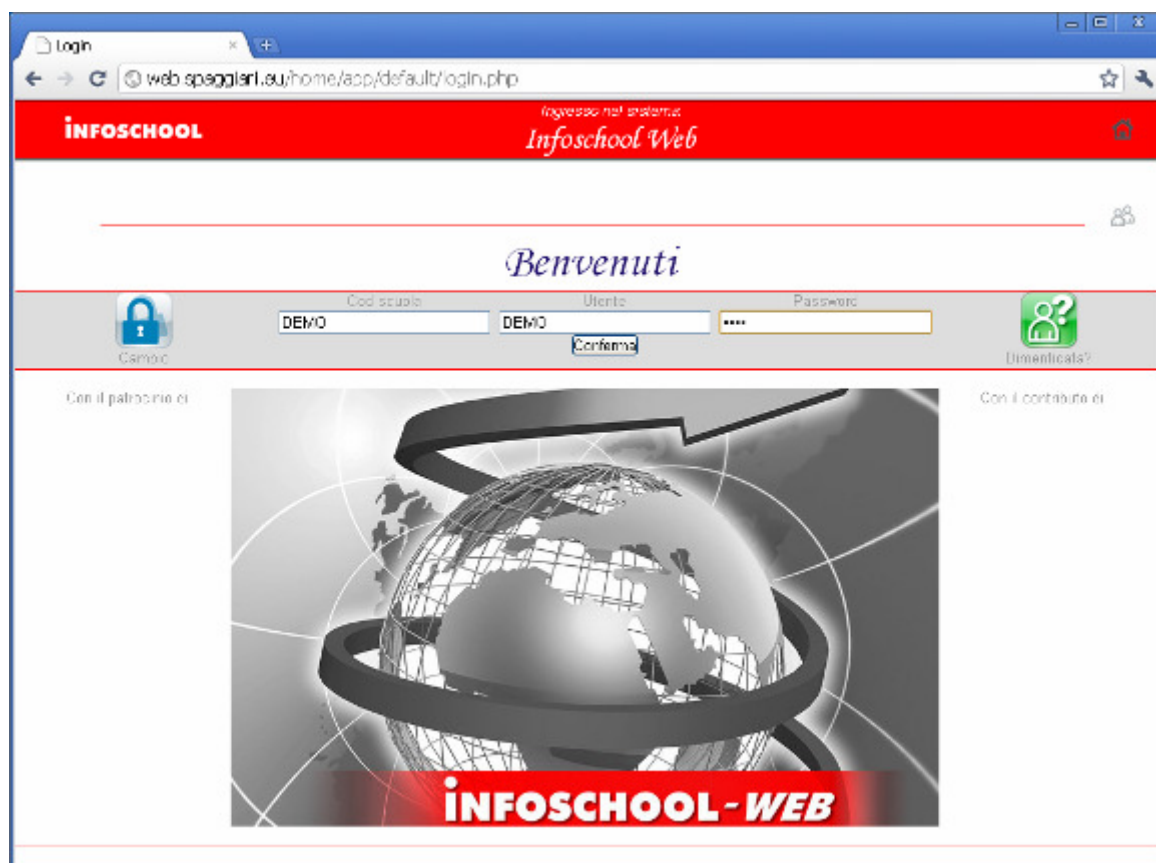 Login
web.spaggiari.eu/home/app/default/login.php
INFOSCHOOL
Ingresso nel sistema
Infoschool Web
Benvenuti
Cod scuola Utente Password
DEMO DEMO ••••
Conferma
Cambio
Dimenticata?
Con il patrocinio di
Con il contributo di
INFOSCHOOL-WEB